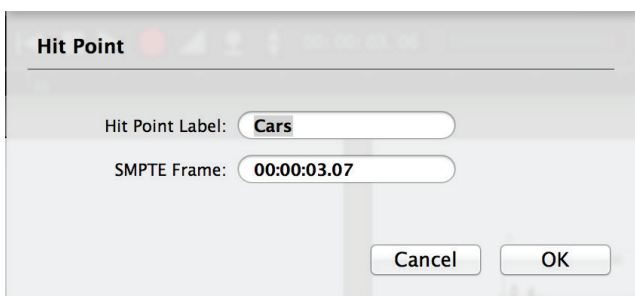 Hit Point
Hit Point Label: Cars
SMPTE Frame: 00:00:03.07
Cancel OK